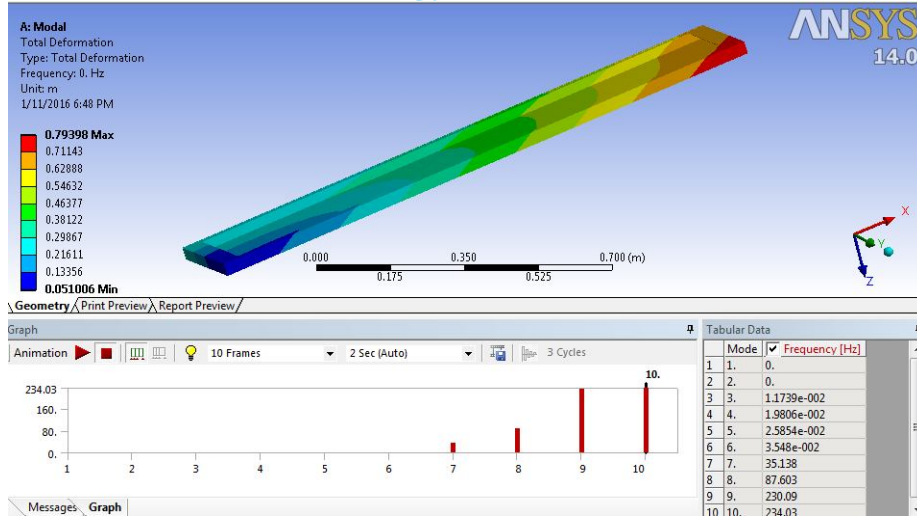 A: Modal
Total Deformation
Type: Total Deformation
Frequency: 0. Hz
Unit: m
1/11/2016 6:48 PM
0.79398 Max
0.71143
0.62888
0.54632
0.46377
0.38122
0.29867
0.21611
0.13356
0.051006 Min
ANSYS
14.0
0.000 0.350 0.700 (m)
0.175 0.525
X
Y
Z
Geometry Print Preview Report Preview
Graph
Animation 10 Frames 2 Sec (Auto) 3 Cycles
10.
234.03
160.
80.
0.
1 2 3 4 5 6 7 8 9 10
Messages Graph
Tabular Data
Mode Frequency [Hz]
1 1. 0.
2 2. 0.
3 3. 1.1739e-002
4 4. 1.9806e-002
5 5. 2.5854e-002
6 6. 3.548e-002
7 7. 35.138
8 8. 87.603
9 9. 230.09
10 10. 234.03